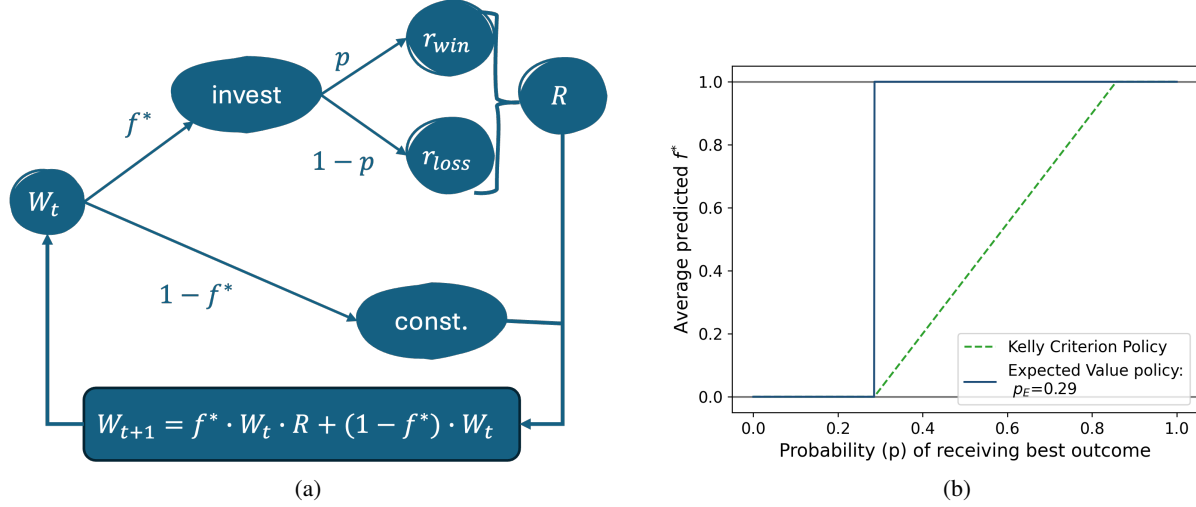 W_t
f*
1 − f*
invest
p
1 − p
r_win
r_loss
R
const.
W_{t+1} = f* · W_t · R + (1 − f*) · W_t
(a)
Average predicted f*
1.0
0.8
0.6
0.4
0.2
0.0
Kelly Criterion Policy
Expected Value policy:
p_E=0.29
0.0 0.2 0.4 0.6 0.8 1.0
Probability (p) of receiving best outcome
(b)